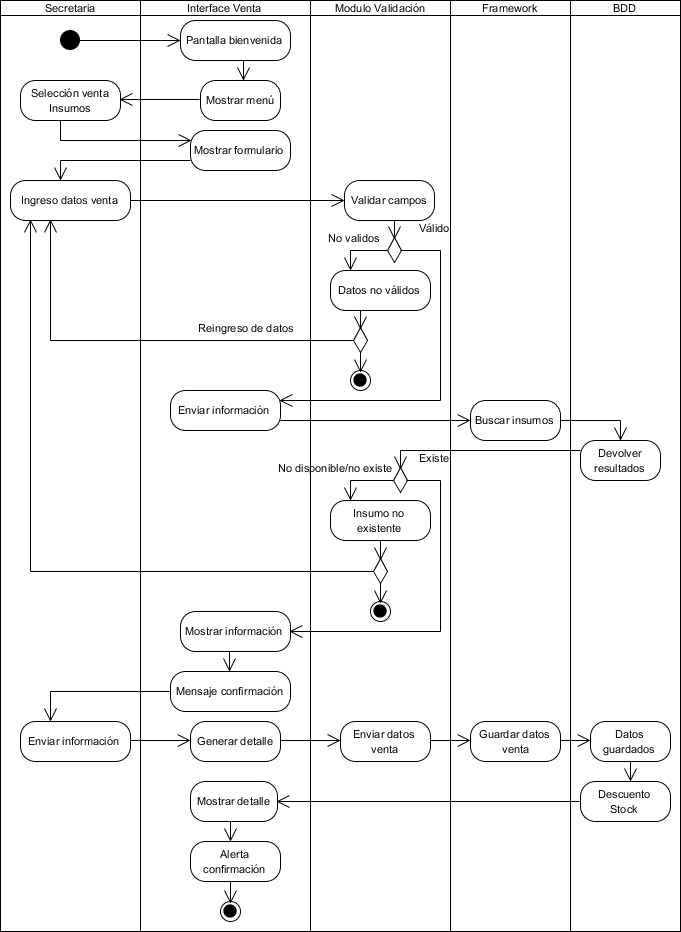 Secretaria
Interface Venta
Modulo Validación
Framework
BDD
Pantalla bienvenida
Selección venta
Insumos
Mostrar menú
Mostrar formulario
Ingreso datos venta
Validar campos
Válido
No validos
Datos no válidos
Reingreso de datos
Enviar información
Buscar insumos
Devolver
resultados
Existe
No disponible/no existe
Insumo no
existente
Mostrar información
Mensaje confirmación
Enviar información
Generar detalle
Enviar datos
venta
Guardar datos
venta
Datos
guardados
Mostrar detalle
Descuento
Stock
Alerta
confirmación